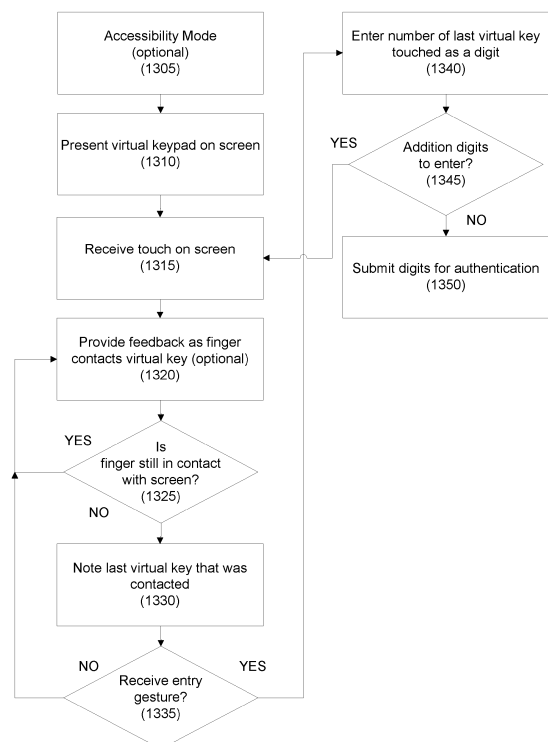 Accessibility Mode
(optional)
(1305)
Present virtual keypad on screen
(1310)
Receive touch on screen
(1315)
Provide feedback as finger
contacts virtual key (optional)
(1320)
YES
Is
finger still in contact
with screen?
(1325)
NO
Note last virtual key that was
contacted
(1330)
NO
YES
Receive entry
gesture?
(1335)
Enter number of last virtual key
touched as a digit
(1340)
YES
Addition digits
to enter?
(1345)
NO
Submit digits for authentication
(1350)